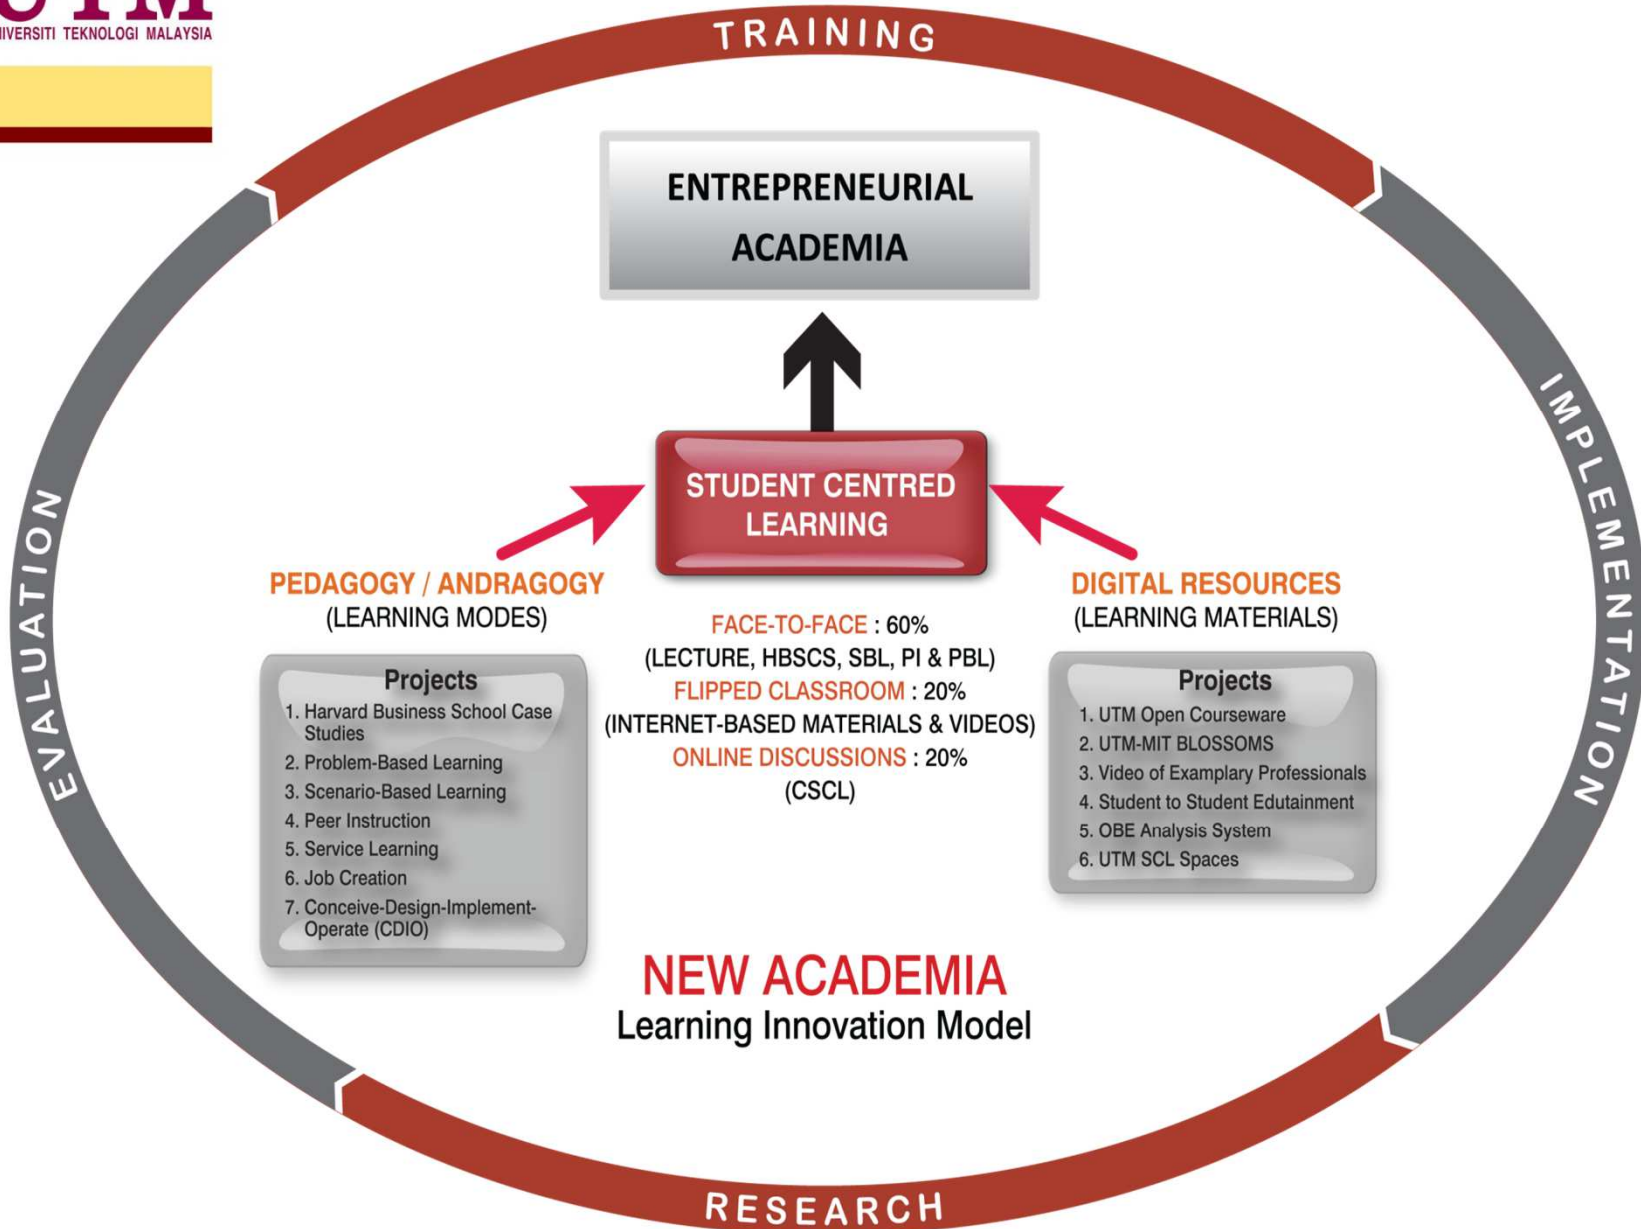 UTM
UNIVERSITI TEKNOLOGI MALAYSIA
TRAINING
ENTREPRENEURIAL
ACADEMIA
STUDENT CENTRED
LEARNING
IMPLEMENTATION
EVALUATION
PEDAGOGY / ANDRAGOGY
(LEARNING MODES)
Projects
1. Harvard Business School Case
Studies
2. Problem-Based Learning
3. Scenario-Based Learning
4. Peer Instruction
5. Service Learning
6. Job Creation
7. Conceive-Design-Implement-
Operate (CDIO)
FACE-TO-FACE : 60%
(LECTURE, HBSCS, SBL, PI & PBL)
FLIPPED CLASSROOM : 20%
(INTERNET-BASED MATERIALS & VIDEOS)
ONLINE DISCUSSIONS : 20%
(CSCL)
DIGITAL RESOURCES
(LEARNING MATERIALS)
Projects
1. UTM Open Courseware
2. UTM-MIT BLOSSOMS
3. Video of Examplary Professionals
4. Student to Student Edutainment
5. OBE Analysis System
6. UTM SCL Spaces
NEW ACADEMIA
Learning Innovation Model
RESEARCH